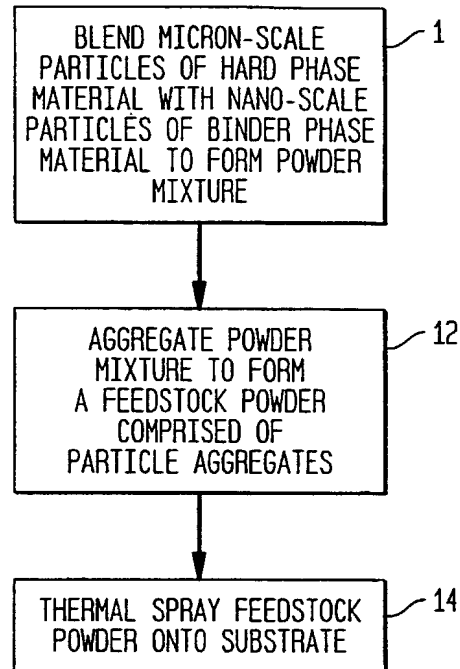 BLEND MICRON-SCALE
PARTICLES OF HARD PHASE
MATERIAL WITH NANO-SCALE
PARTICLES OF BINDER PHASE
MATERIAL TO FORM POWDER
MIXTURE
1
AGGREGATE POWDER
MIXTURE TO FORM
A FEEDSTOCK POWDER
COMPRISED OF
PARTICLE AGGREGATES
12
THERMAL SPRAY FEEDSTOCK
POWDER ONTO SUBSTRATE
14